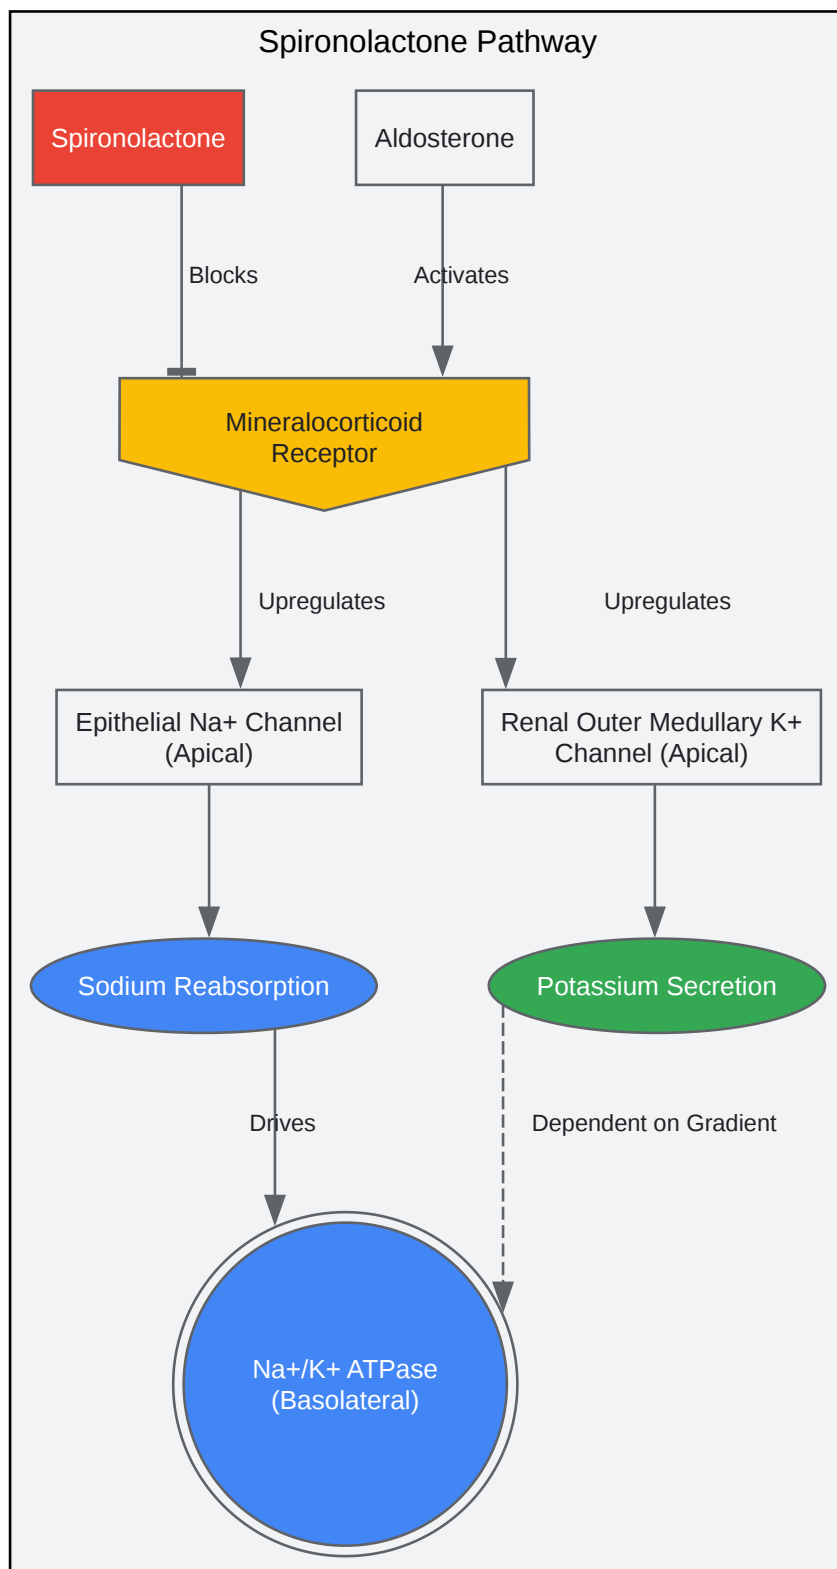 Spironolactone Pathway
Spironolactone
Aldosterone
Blocks
Activates
Mineralocorticoid
Receptor
Upregulates
Upregulates
Epithelial Na+ Channel
(Apical)
Renal Outer Medullary K+
Channel (Apical)
Sodium Reabsorption
Potassium Secretion
Drives
Dependent on Gradient
Na+/K+ ATPase
(Basolateral)